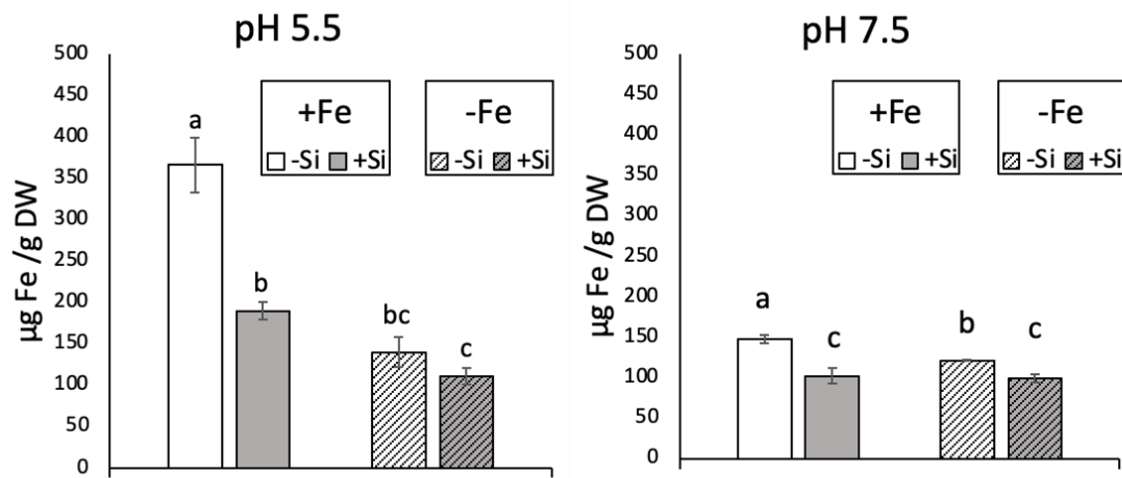 pH 5.5
µg Fe /g DW
500
450
400
350
300
250
200
150
100
50
0
+Fe
-Si +Si
-Fe
-Si +Si
a
b
bc
c
pH 7.5
µg Fe /g DW
500
450
400
350
300
250
200
150
100
50
0
+Fe
-Si +Si
-Fe
-Si +Si
a
c
b
c